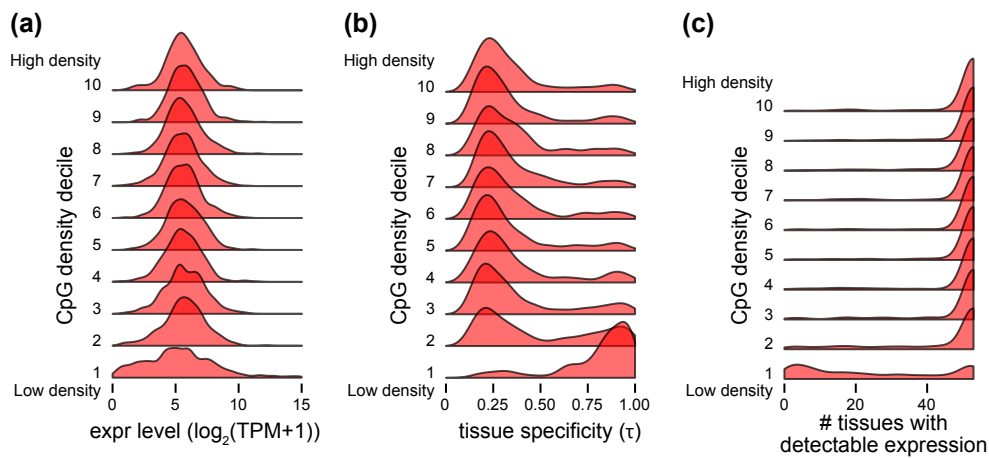 (a)
High density
10
9
8
7
6
5
4
3
2
1
Low density
CpG density decile
0 5 10 15
expr level (log2(TPM+1))
(b)
High density
10
9
8
7
6
5
4
3
2
1
Low density
CpG density decile
0 0.25 0.50 0.75 1.00
tissue specificity (τ)
(c)
High density
10
9
8
7
6
5
4
3
2
1
Low density
CpG density decile
0 20 40
# tissues with
detectable expression